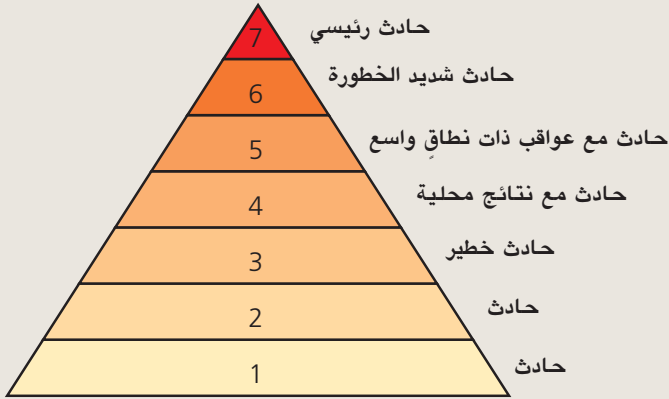 7 حادث رئيسي
6 حادث شديد الخطورة
5 حادث مع عواقب ذات نطاقٍ واسع
4 حادث مع نتائج محلية
3 حادث خطير
2 حادث
1 حادث